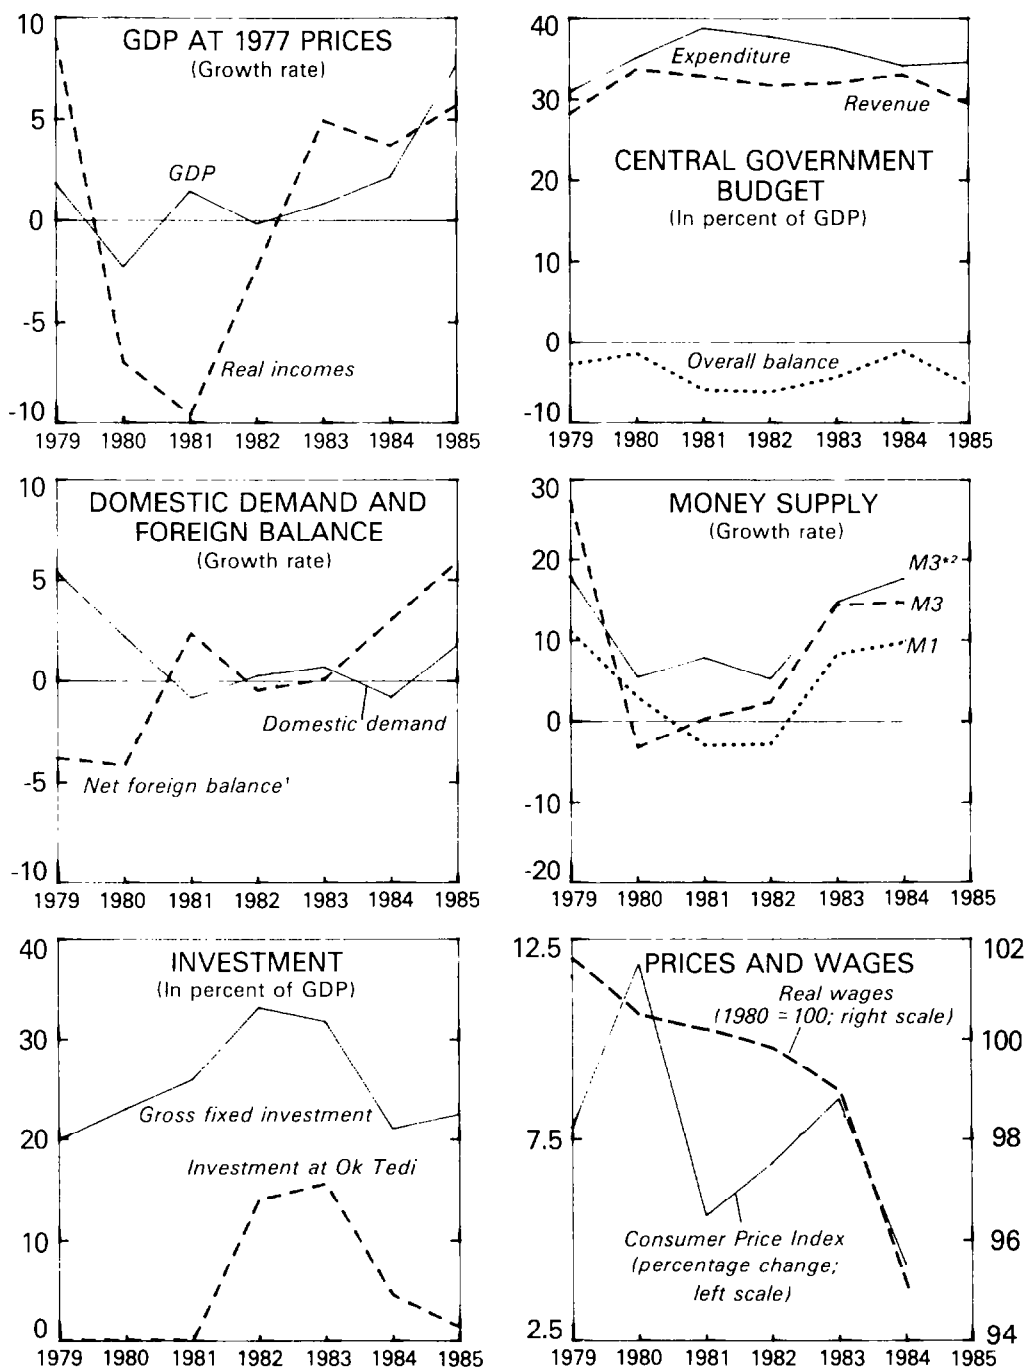 GDP AT 1977 PRICES
(Growth rate)
10
5
0
-5
-10
GDP
Real incomes
1979 1980 1981 1982 1983 1984 1985
CENTRAL GOVERNMENT
BUDGET
(In percent of GDP)
40
30
20
10
0
-10
Expenditure
Revenue
Overall balance
1979 1980 1981 1982 1983 1984 1985
DOMESTIC DEMAND AND
FOREIGN BALANCE
(Growth rate)
10
5
0
-5
-10
Domestic demand
Net foreign balance¹
1979 1980 1981 1982 1983 1984 1985
MONEY SUPPLY
(Growth rate)
30
20
10
0
-10
-20
M3*²
M3
M1
1979 1980 1981 1982 1983 1984 1985
INVESTMENT
(In percent of GDP)
40
30
20
10
0
Gross fixed investment
Investment at Ok Tedi
1979 1980 1981 1982 1983 1984 1985
PRICES AND WAGES
12.5
7.5
2.5
Real wages
(1980 = 100; right scale)
Consumer Price Index
(percentage change;
left scale)
102
100
98
96
94
1979 1980 1981 1982 1983 1984 1985